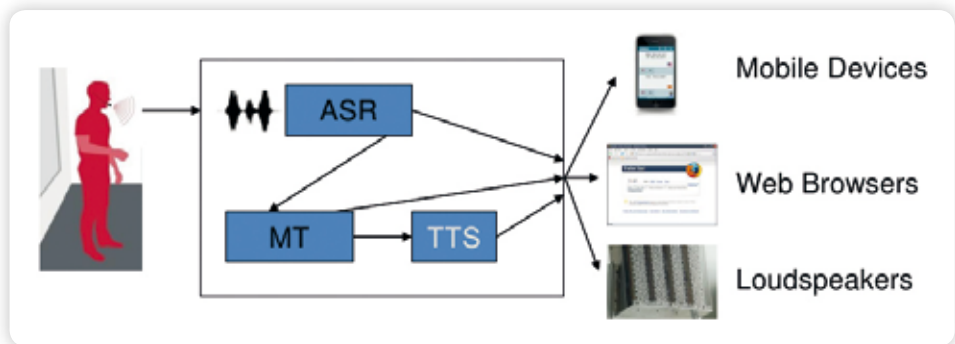 ASR
MT
TTS
Mobile Devices
Web Browsers
Loudspeakers